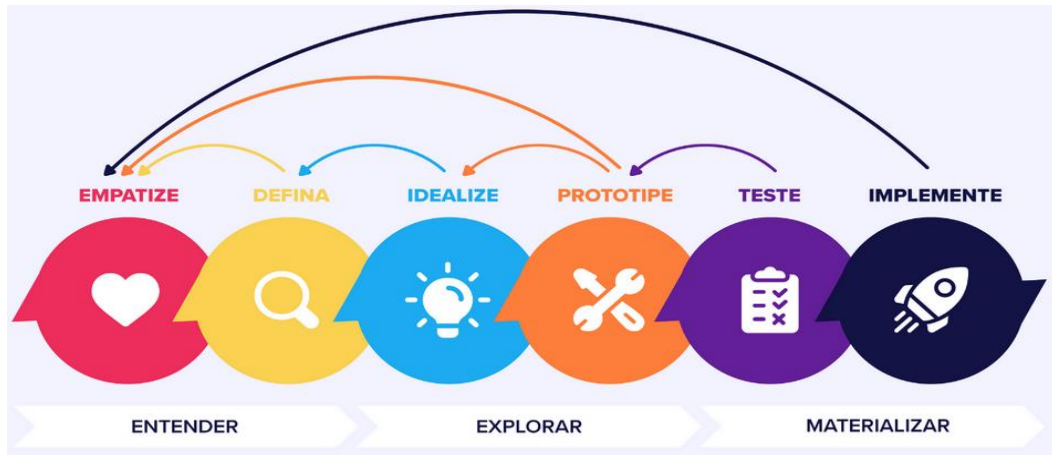 EMPATIZE
DEFINA
IDEALIZE
PROTOTIPE
TESTE
IMPLEMENTE
ENTENDER
EXPLORAR
MATERIALIZAR